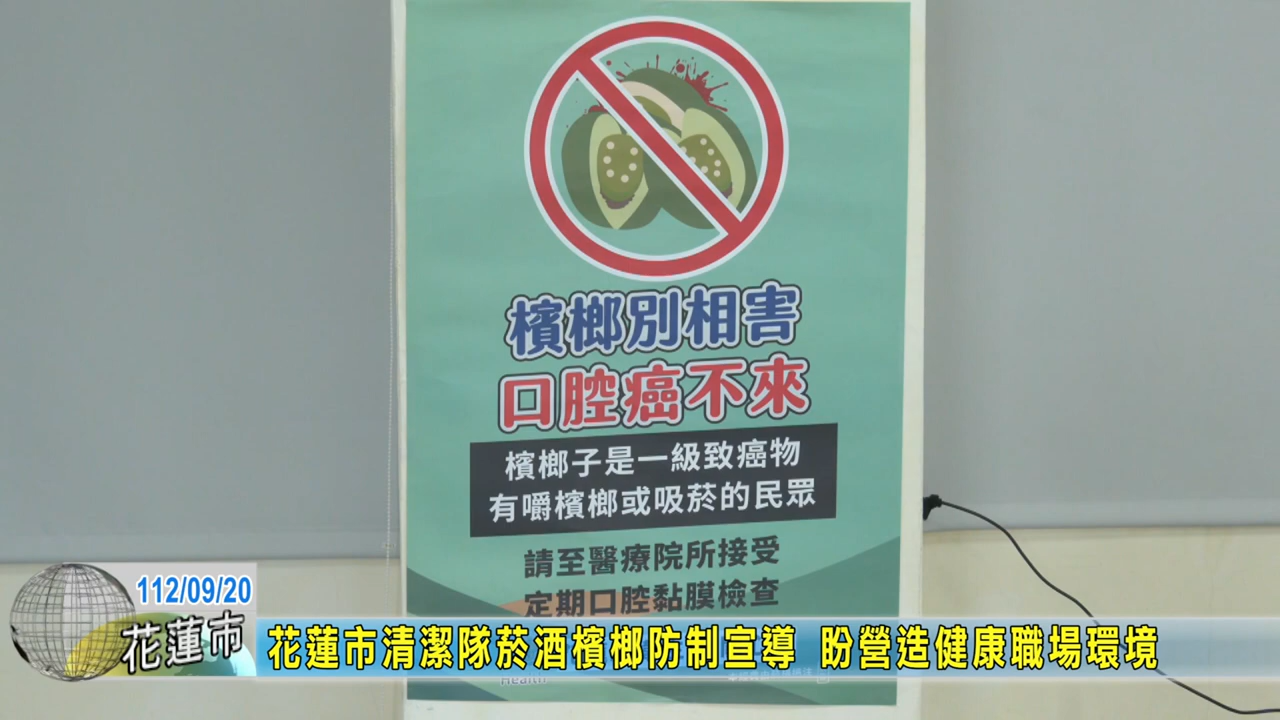 檳榔別相害
口腔癌不來
檳榔子是一級致癌物
有嚼檳榔或吸菸的民眾
請至醫療院所接受
定期口腔黏膜檢查
112/09/20
花蓮市
花蓮市清潔隊菸酒檳榔防制宣導 盼營造健康職場環境
Health